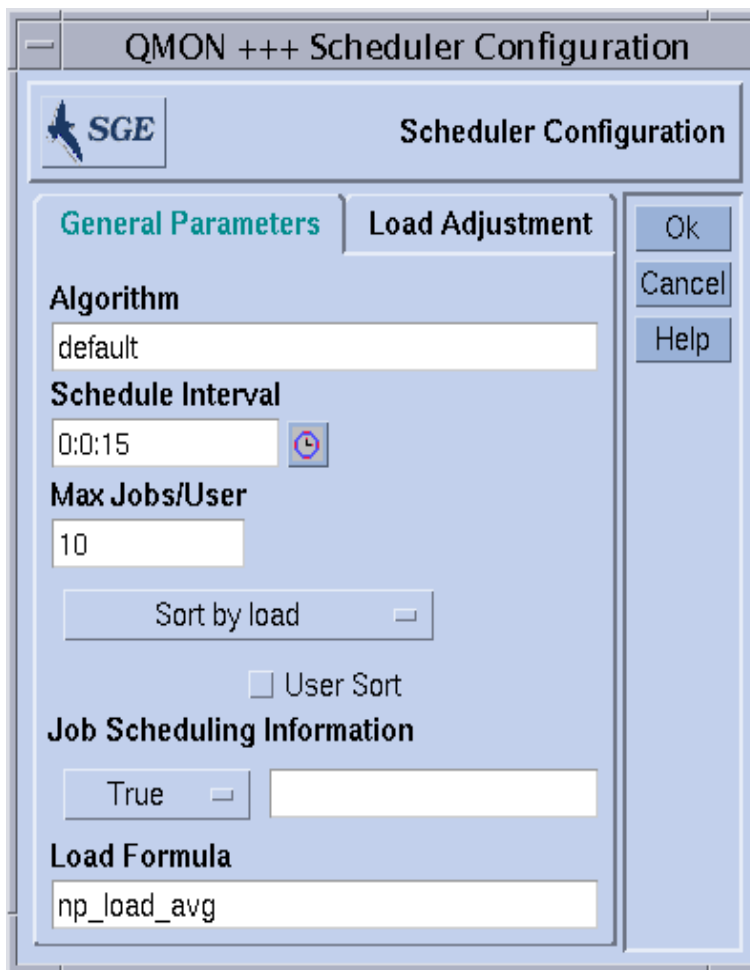 QMON +++ Scheduler Configuration
SGE
Scheduler Configuration
General Parameters
Load Adjustment
Ok
Cancel
Help
Algorithm
default
Schedule Interval
0:0:15
Max Jobs/User
10
Sort by load
User Sort
Job Scheduling Information
True
Load Formula
np_load_avg